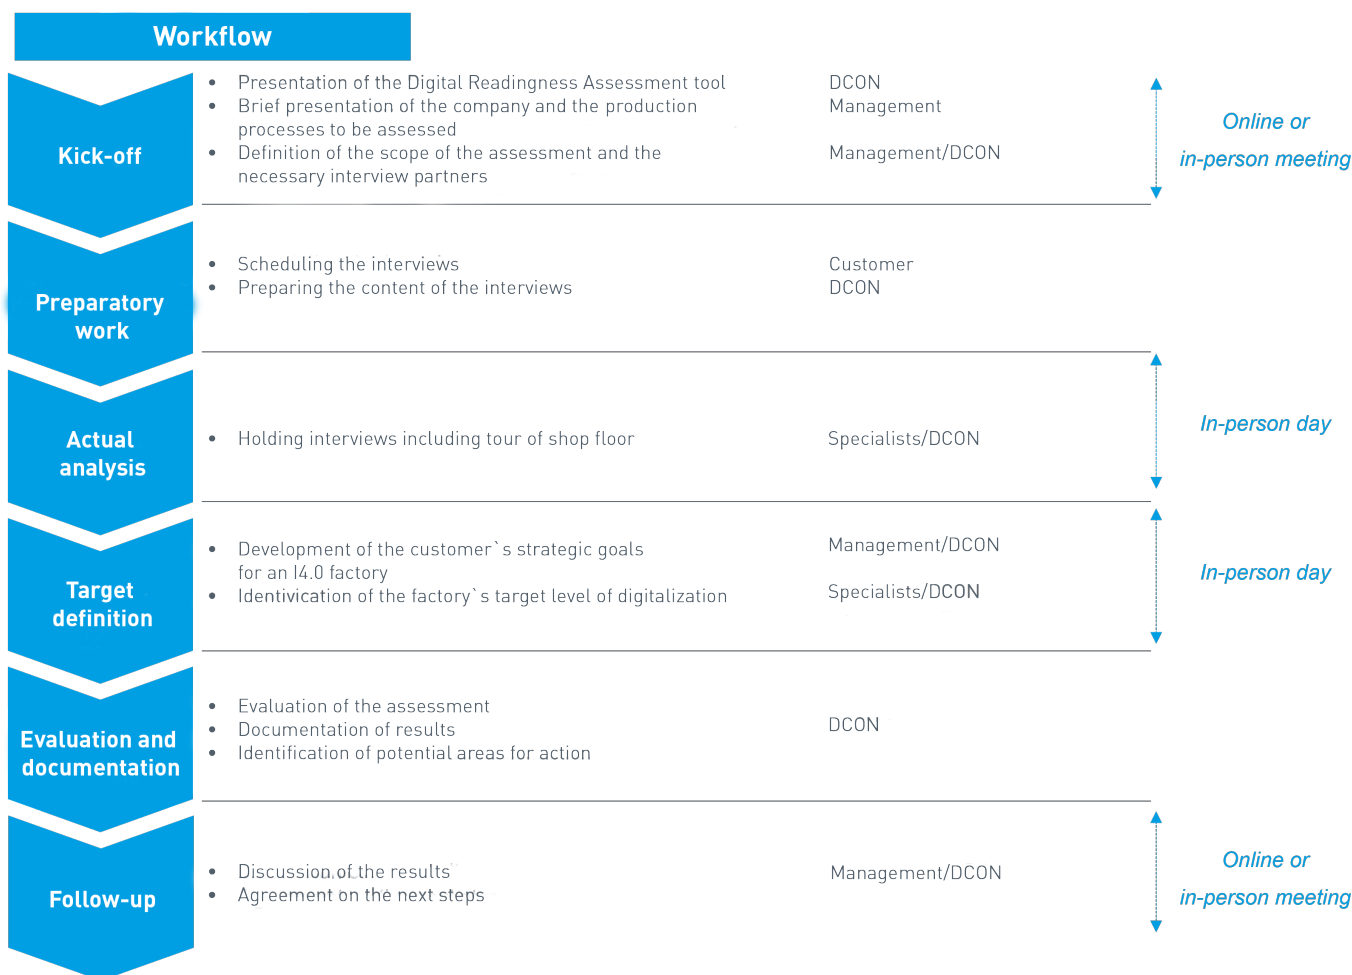 Workflow
Kick-off
• Presentation of the Digital Readingness Assessment tool
DCON
• Brief presentation of the company and the production
processes to be assessed
Management
• Definition of the scope of the assessment and the
necessary interview partners
Management/DCON
Online or
in-person meeting
Preparatory
work
• Scheduling the interviews
Customer
• Preparing the content of the interviews
DCON
Actual
analysis
• Holding interviews including tour of shop floor
Specialists/DCON
In-person day
Target
definition
• Development of the customer`s strategic goals
for an I4.0 factory
Management/DCON
• Identivication of the factory`s target level of digitalization
Specialists/DCON
In-person day
Evaluation and
documentation
• Evaluation of the assessment
• Documentation of results
• Identification of potential areas for action
DCON
Follow-up
• Discussion of the results
• Agreement on the next steps
Management/DCON
Online or
in-person meeting